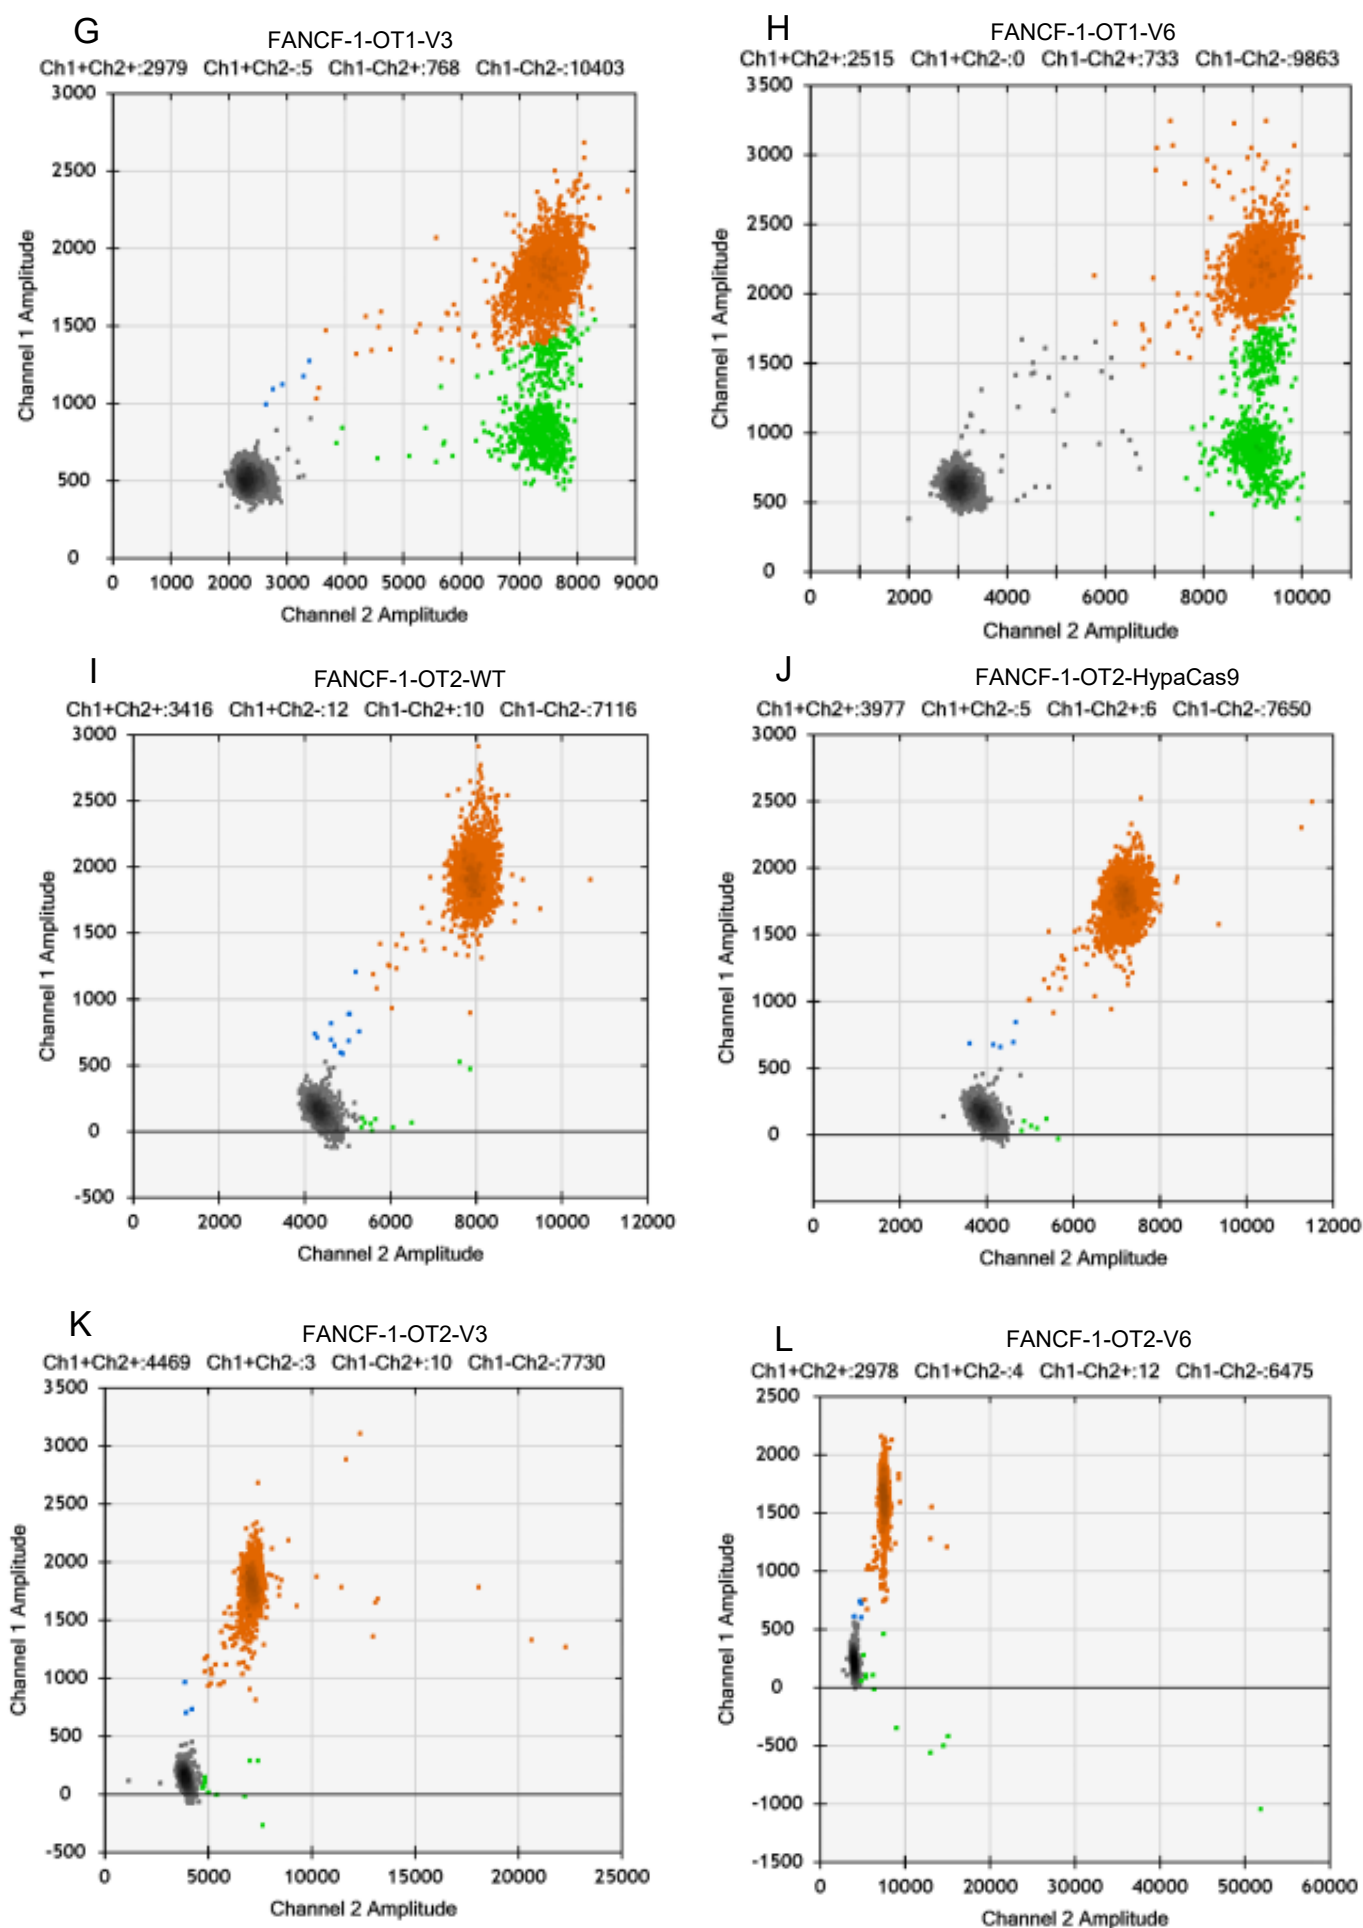 G
FANCF-1-OT1-V3
Ch1+Ch2+:2979 Ch1+Ch2-:5 Ch1-Ch2+:768 Ch1-Ch2-:10403
3000
2500
2000
1500
1000
500
0
0 1000 2000 3000 4000 5000 6000 7000 8000 9000
Channel 1 Amplitude
Channel 2 Amplitude
H
FANCF-1-OT1-V6
Ch1+Ch2+:2515 Ch1+Ch2-:0 Ch1-Ch2+:733 Ch1-Ch2-:9863
3500
3000
2500
2000
1500
1000
500
0
0 2000 4000 6000 8000 10000
Channel 1 Amplitude
Channel 2 Amplitude
I
FANCF-1-OT2-WT
Ch1+Ch2+:3416 Ch1+Ch2-:12 Ch1-Ch2+:10 Ch1-Ch2-:7116
3000
2500
2000
1500
1000
500
0
-500
0 2000 4000 6000 8000 10000 12000
Channel 1 Amplitude
Channel 2 Amplitude
J
FANCF-1-OT2-HypaCas9
Ch1+Ch2+:3977 Ch1+Ch2-:5 Ch1-Ch2+:6 Ch1-Ch2-:7650
3000
2500
2000
1500
1000
500
0
0 2000 4000 6000 8000 10000 12000
Channel 1 Amplitude
Channel 2 Amplitude
K
FANCF-1-OT2-V3
Ch1+Ch2+:4469 Ch1+Ch2-:3 Ch1-Ch2+:10 Ch1-Ch2-:7730
3500
3000
2500
2000
1500
1000
500
0
-500
0 5000 10000 15000 20000 25000
Channel 1 Amplitude
Channel 2 Amplitude
L
FANCF-1-OT2-V6
Ch1+Ch2+:2978 Ch1+Ch2-:4 Ch1-Ch2+:12 Ch1-Ch2-:6475
2500
2000
1500
1000
500
0
-500
-1000
-1500
0 10000 20000 30000 40000 50000 60000
Channel 1 Amplitude
Channel 2 Amplitude